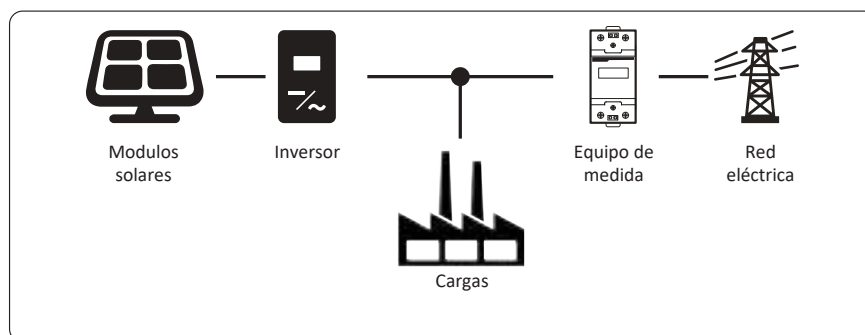 Modulos
solares
Inversor
Equipo de
medida
Red
eléctrica
Cargas